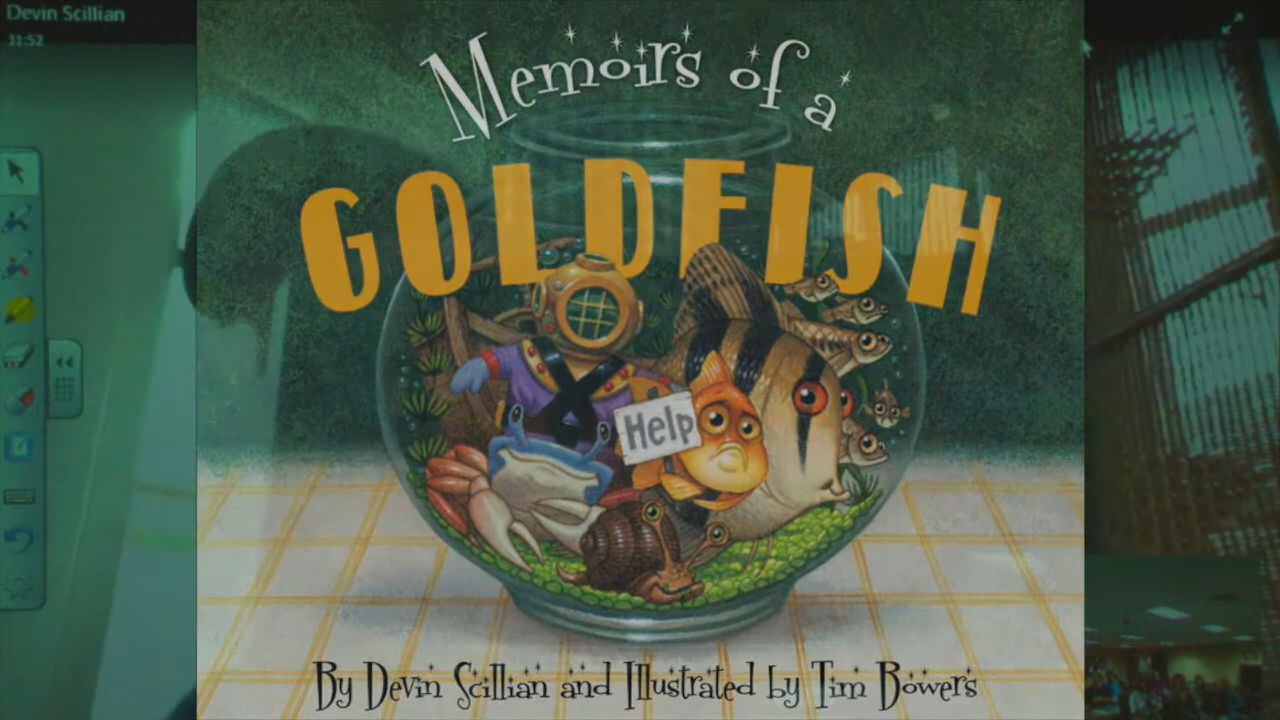 Devin Scillian
31:52
Memoirs of a
GOLDFISH
Help
By Devin Scillian and Illustrated by Tim Bowers